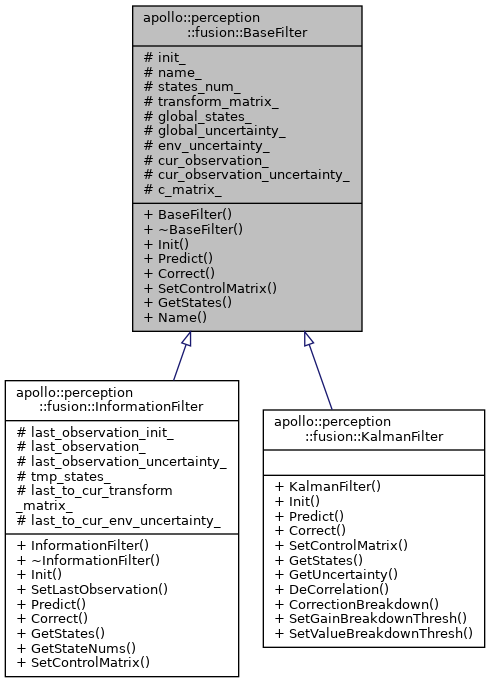 apollo::perception
::fusion::BaseFilter
# init_
# name_
# states_num_
# transform_matrix_
# global_states_
# global_uncertainty_
# env_uncertainty_
# cur_observation_
# cur_observation_uncertainty_
# c_matrix_
+ BaseFilter()
+ ~BaseFilter()
+ Init()
+ Predict()
+ Correct()
+ SetControlMatrix()
+ GetStates()
+ Name()
apollo::perception
::fusion::InformationFilter
# last_observation_init_
# last_observation_
# last_observation_uncertainty_
# tmp_states_
# last_to_cur_transform
_matrix_
# last_to_cur_env_uncertainty_
+ InformationFilter()
+ ~InformationFilter()
+ Init()
+ SetLastObservation()
+ Predict()
+ Correct()
+ GetStates()
+ GetStateNums()
+ SetControlMatrix()
apollo::perception
::fusion::KalmanFilter
+ KalmanFilter()
+ Init()
+ Predict()
+ Correct()
+ SetControlMatrix()
+ GetStates()
+ GetUncertainty()
+ DeCorrelation()
+ CorrectionBreakdown()
+ SetGainBreakdownThresh()
+ SetValueBreakdownThresh()